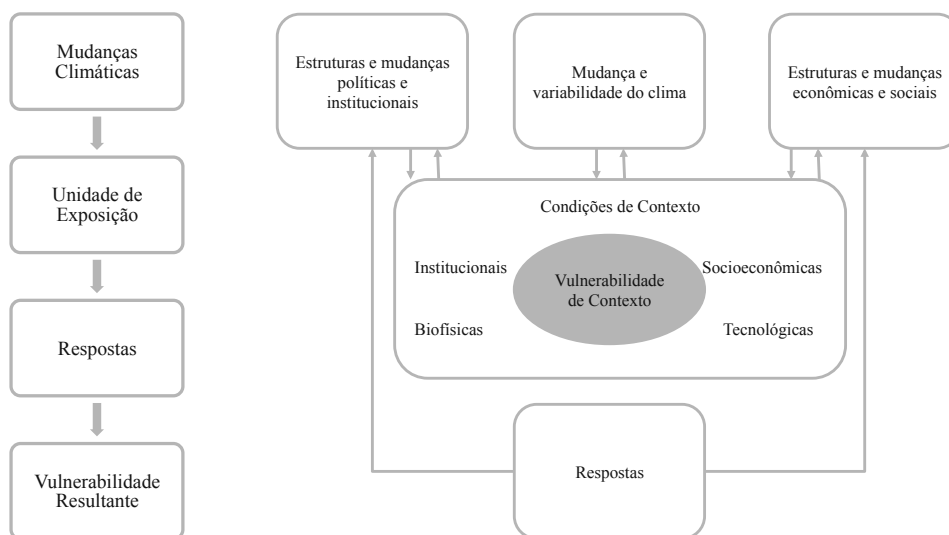 Mudanças
Climáticas
Unidade de
Exposição
Respostas
Vulnerabilidade
Resultante
Estruturas e mudanças
políticas e
institucionais
Mudança e
variabilidade do clima
Estruturas e mudanças
econômicas e sociais
Condições de Contexto
Institucionais
Socioeconômicas
Vulnerabilidade
de Contexto
Biofísicas
Tecnológicas
Respostas